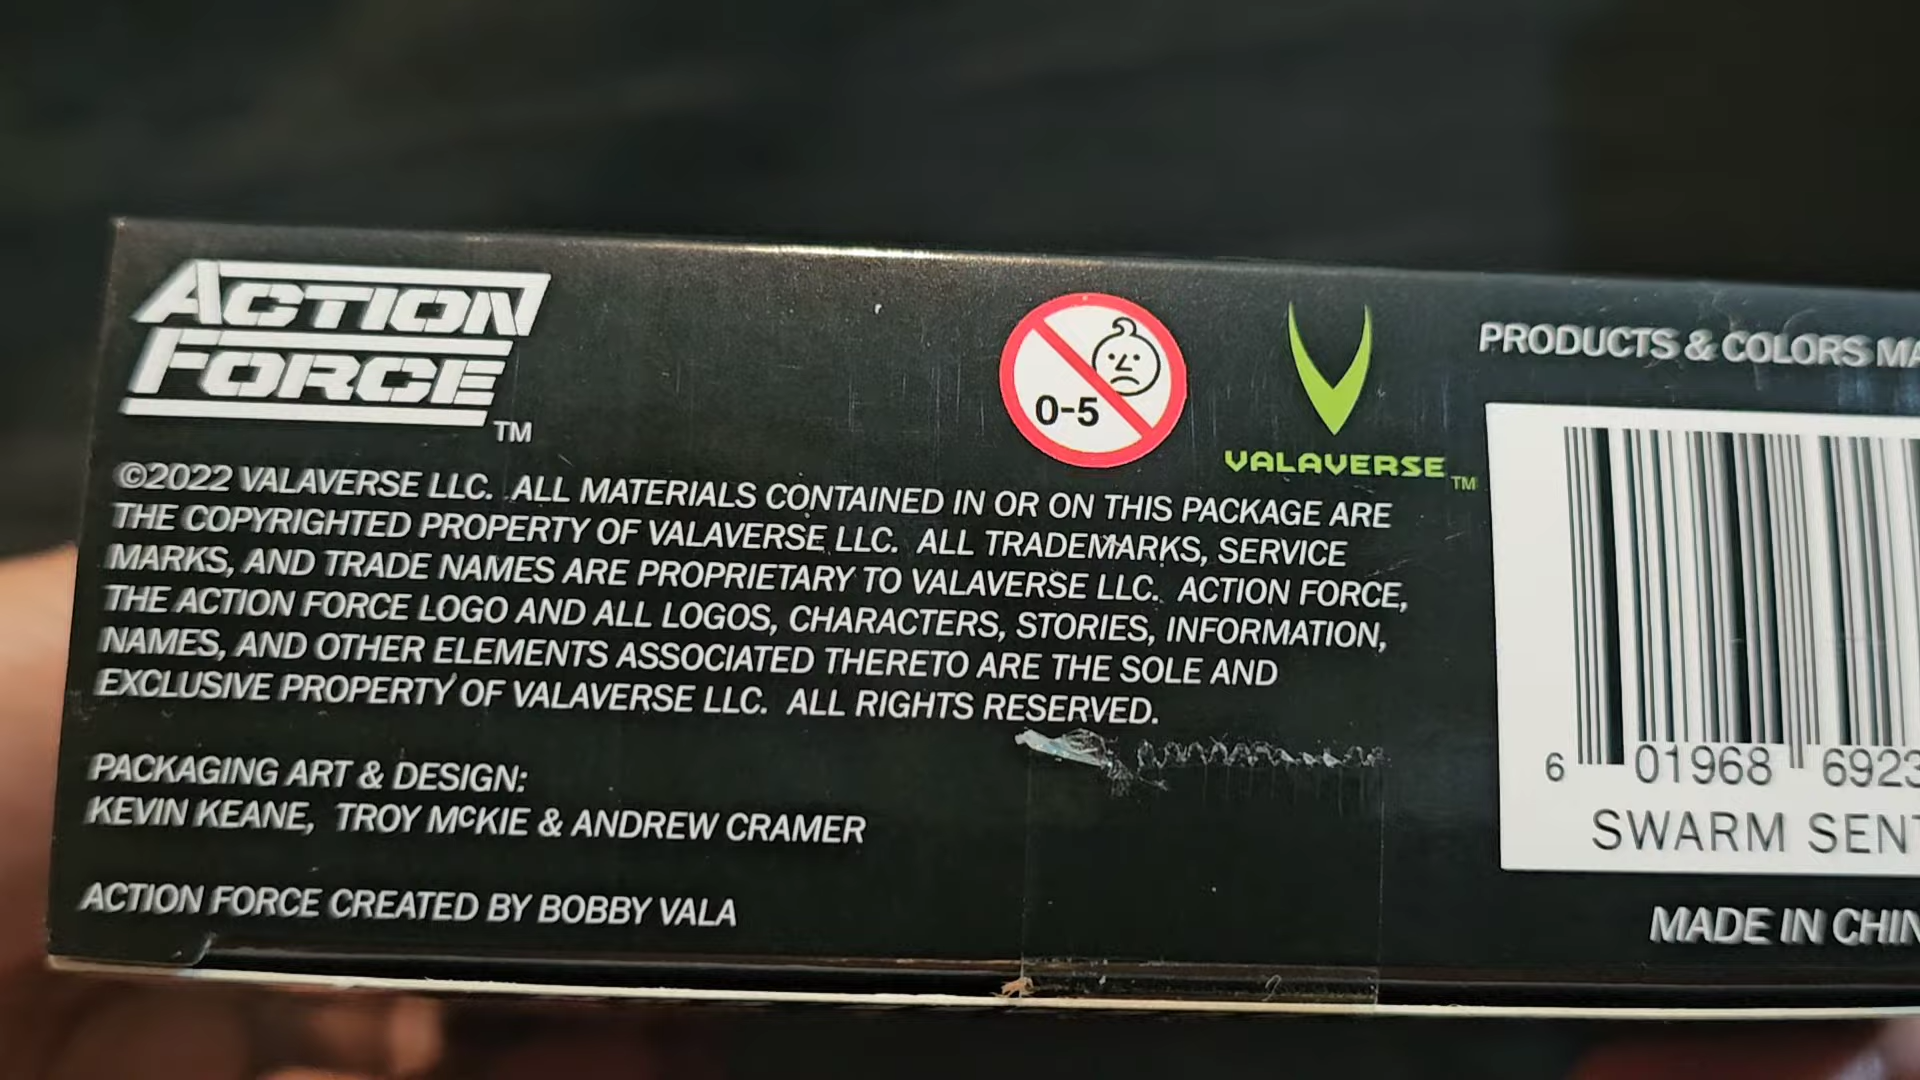 ACTION
FORCE
TM
0-5
VALAVERSE TM
©2022 VALAVERSE LLC. ALL MATERIALS CONTAINED IN OR ON THIS PACKAGE ARE
THE COPYRIGHTED PROPERTY OF VALAVERSE LLC. ALL TRADEMARKS, SERVICE
MARKS, AND TRADE NAMES ARE PROPRIETARY TO VALAVERSE LLC. ACTION FORCE,
THE ACTION FORCE LOGO AND ALL LOGOS, CHARACTERS, STORIES, INFORMATION,
NAMES, AND OTHER ELEMENTS ASSOCIATED THERETO ARE THE SOLE AND
EXCLUSIVE PROPERTY OF VALAVERSE LLC. ALL RIGHTS RESERVED.
PACKAGING ART & DESIGN:
KEVIN KEANE, TROY McKIE & ANDREW CRAMER
ACTION FORCE CREATED BY BOBBY VALA
PRODUCTS & COLORS MA
6 01968 6923
SWARM SENT
MADE IN CHIN